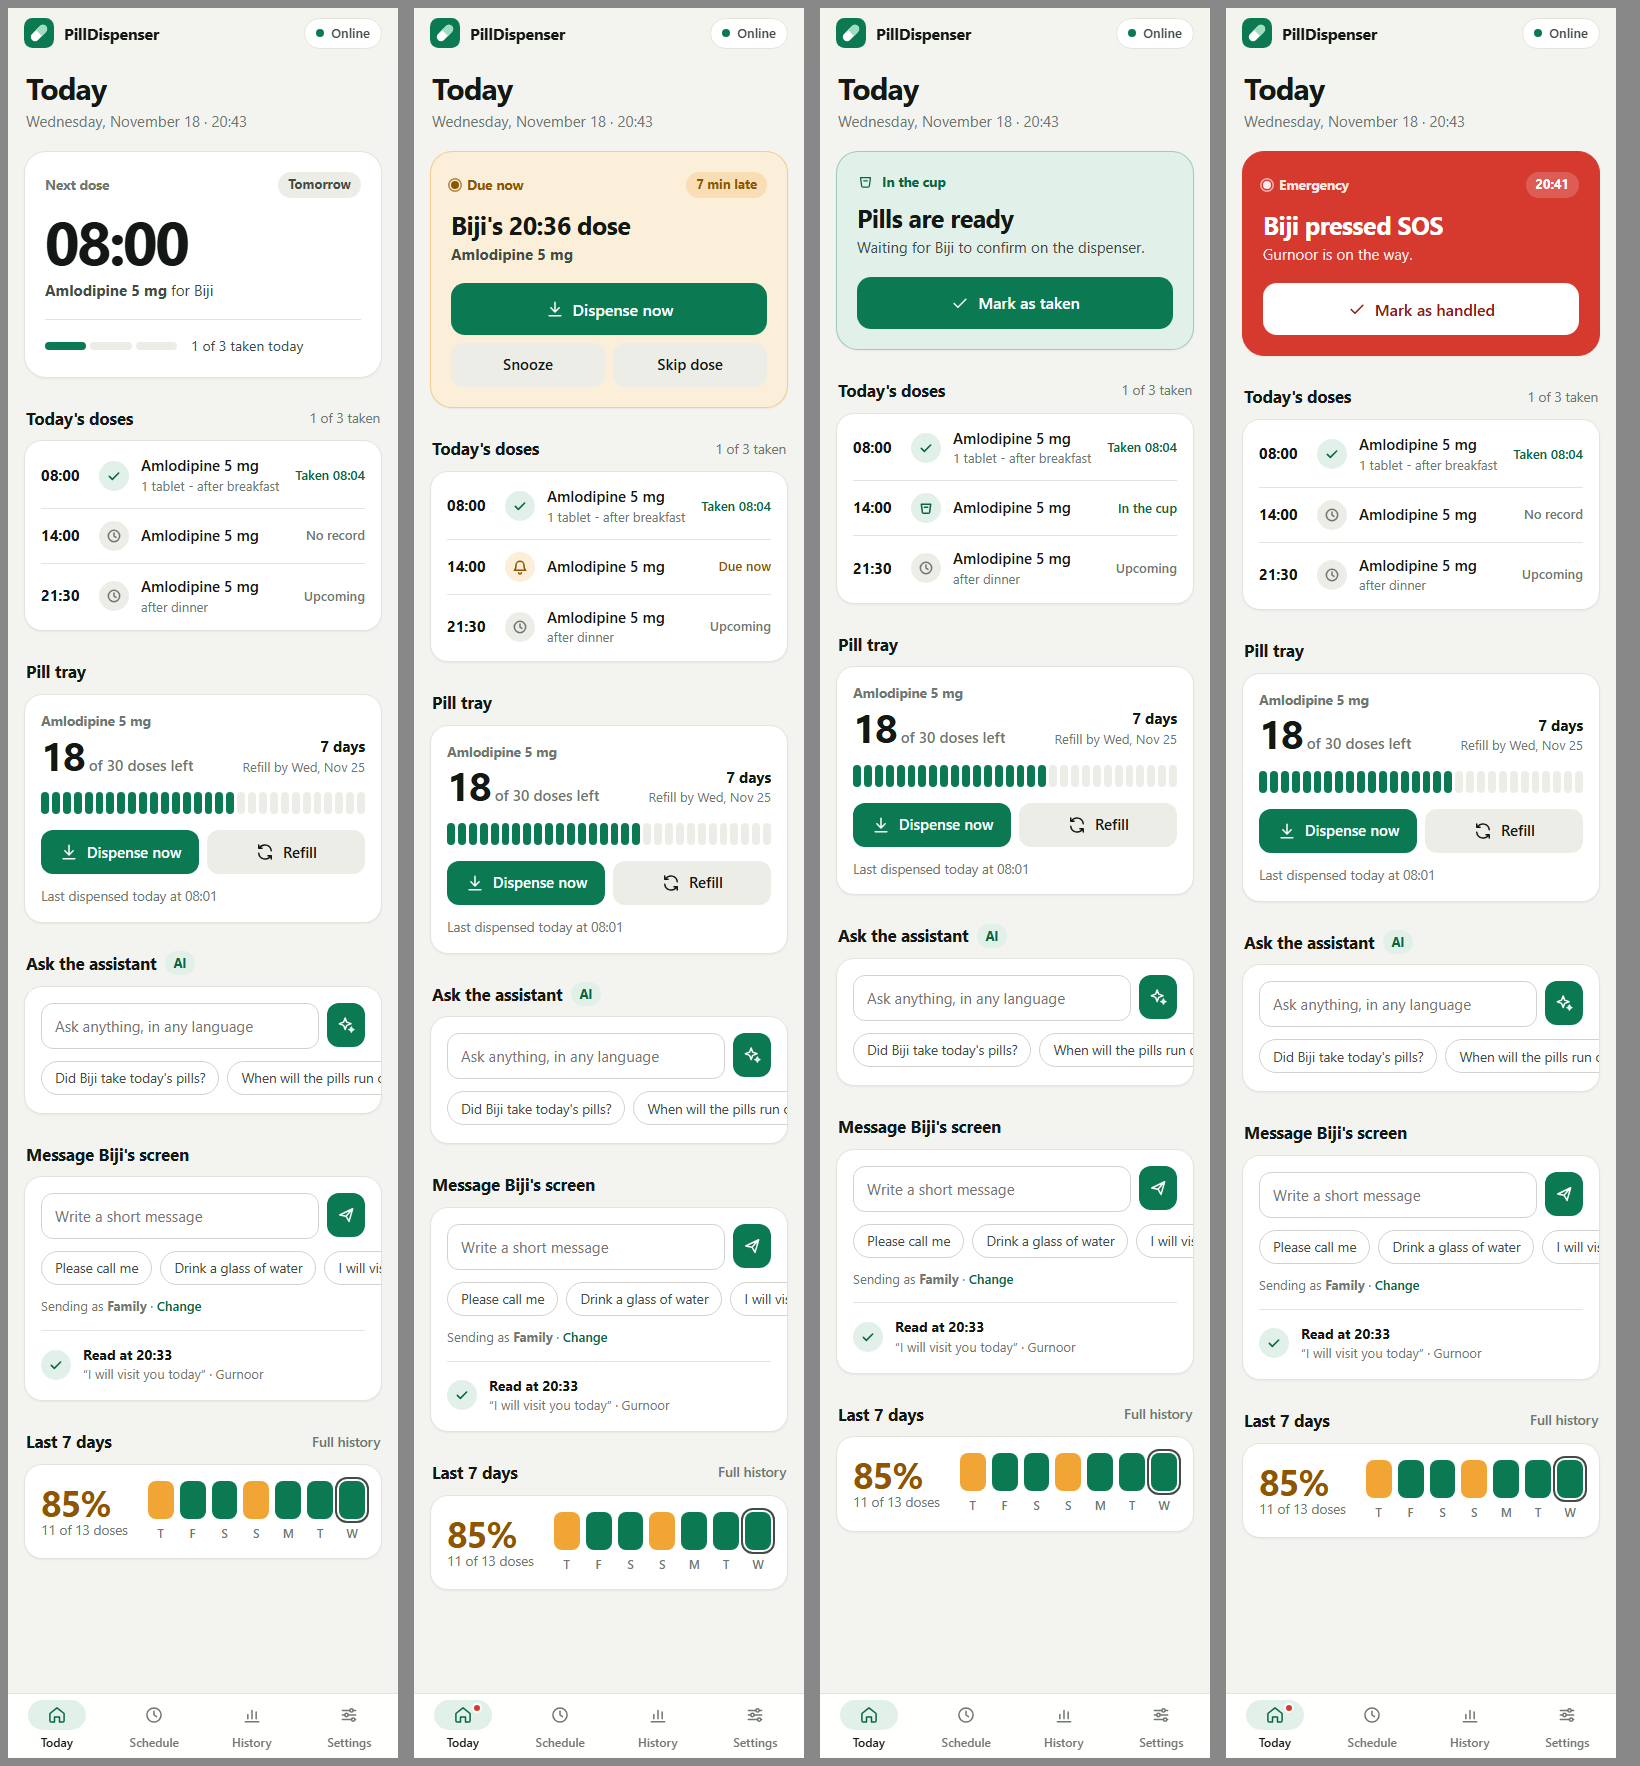 PillDispenser
Online
Today
Wednesday, November 18 · 20:43
Next dose
Tomorrow
08:00
Amlodipine 5 mg for Biji
1 of 3 taken today
Today's doses
1 of 3 taken
08:00
Amlodipine 5 mg
1 tablet - after breakfast
Taken 08:04
14:00
Amlodipine 5 mg
No record
21:30
Amlodipine 5 mg
after dinner
Upcoming
Pill tray
Amlodipine 5 mg
18 of 30 doses left
7 days
Refill by Wed, Nov 25
Dispense now
Refill
Last dispensed today at 08:01
Ask the assistant
AI
Ask anything, in any language
Did Biji take today's pills?
When will the pills run
Message Biji's screen
Write a short message
Please call me
Drink a glass of water
I will
Sending as Family · Change
Read at 20:33
“I will visit you today” · Gurnoor
Last 7 days
Full history
85%
11 of 13 doses
T F S S M T W
Today
Schedule
History
Settings
PillDispenser
Online
Today
Wednesday, November 18 · 20:43
Due now
7 min late
Biji's 20:36 dose
Amlodipine 5 mg
Dispense now
Snooze
Skip dose
Today's doses
1 of 3 taken
08:00
Amlodipine 5 mg
1 tablet - after breakfast
Taken 08:04
14:00
Amlodipine 5 mg
Due now
21:30
Amlodipine 5 mg
after dinner
Upcoming
Pill tray
Amlodipine 5 mg
18 of 30 doses left
7 days
Refill by Wed, Nov 25
Dispense now
Refill
Last dispensed today at 08:01
Ask the assistant
AI
Ask anything, in any language
Did Biji take today's pills?
When will the pills run
Message Biji's screen
Write a short message
Please call me
Drink a glass of water
I will
Sending as Family · Change
Read at 20:33
“I will visit you today” · Gurnoor
Last 7 days
Full history
85%
11 of 13 doses
T F S S M T W
Today
Schedule
History
Settings
PillDispenser
Online
Today
Wednesday, November 18 · 20:43
In the cup
Pills are ready
Waiting for Biji to confirm on the dispenser.
Mark as taken
Today's doses
1 of 3 taken
08:00
Amlodipine 5 mg
1 tablet - after breakfast
Taken 08:04
14:00
Amlodipine 5 mg
In the cup
21:30
Amlodipine 5 mg
after dinner
Upcoming
Pill tray
Amlodipine 5 mg
18 of 30 doses left
7 days
Refill by Wed, Nov 25
Dispense now
Refill
Last dispensed today at 08:01
Ask the assistant
AI
Ask anything, in any language
Did Biji take today's pills?
When will the pills run
Message Biji's screen
Write a short message
Please call me
Drink a glass of water
I will
Sending as Family · Change
Read at 20:33
“I will visit you today” · Gurnoor
Last 7 days
Full history
85%
11 of 13 doses
T F S S M T W
Today
Schedule
History
Settings
PillDispenser
Online
Today
Wednesday, November 18 · 20:43
Emergency
20:41
Biji pressed SOS
Gurnoor is on the way.
Mark as handled
Today's doses
1 of 3 taken
08:00
Amlodipine 5 mg
1 tablet - after breakfast
Taken 08:04
14:00
Amlodipine 5 mg
No record
21:30
Amlodipine 5 mg
after dinner
Upcoming
Pill tray
Amlodipine 5 mg
18 of 30 doses left
7 days
Refill by Wed, Nov 25
Dispense now
Refill
Last dispensed today at 08:01
Ask the assistant
AI
Ask anything, in any language
Did Biji take today's pills?
When will the pills run
Message Biji's screen
Write a short message
Please call me
Drink a glass of water
I will
Sending as Family · Change
Read at 20:33
“I will visit you today” · Gurnoor
Last 7 days
Full history
85%
11 of 13 doses
T F S S M T W
Today
Schedule
History
Settings